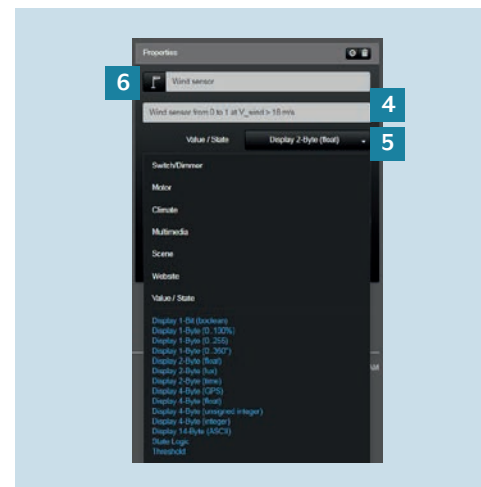 Properties
6
Wind sensor
4
Wind sensor from 0 to 1 at V_wind > 10 m/s
Value / State Display 2-Byte (float)
5
Switch/Dimmer
Motor
Climate
Multimedia
Scene
Website
Value / State
Display 1-Bit (boolean)
Display 1-Byte (0..100%)
Display 1-Byte (0..255)
Display 1-Byte (0..360°)
Display 2-Byte (float)
Display 2-Byte (lux)
Display 2-Byte (time)
Display 4-Byte (GPS)
Display 4-Byte (float)
Display 4-Byte (unsigned integer)
Display 4-Byte (integer)
Display 14-Byte (ASCII)
State Logic
Threshold